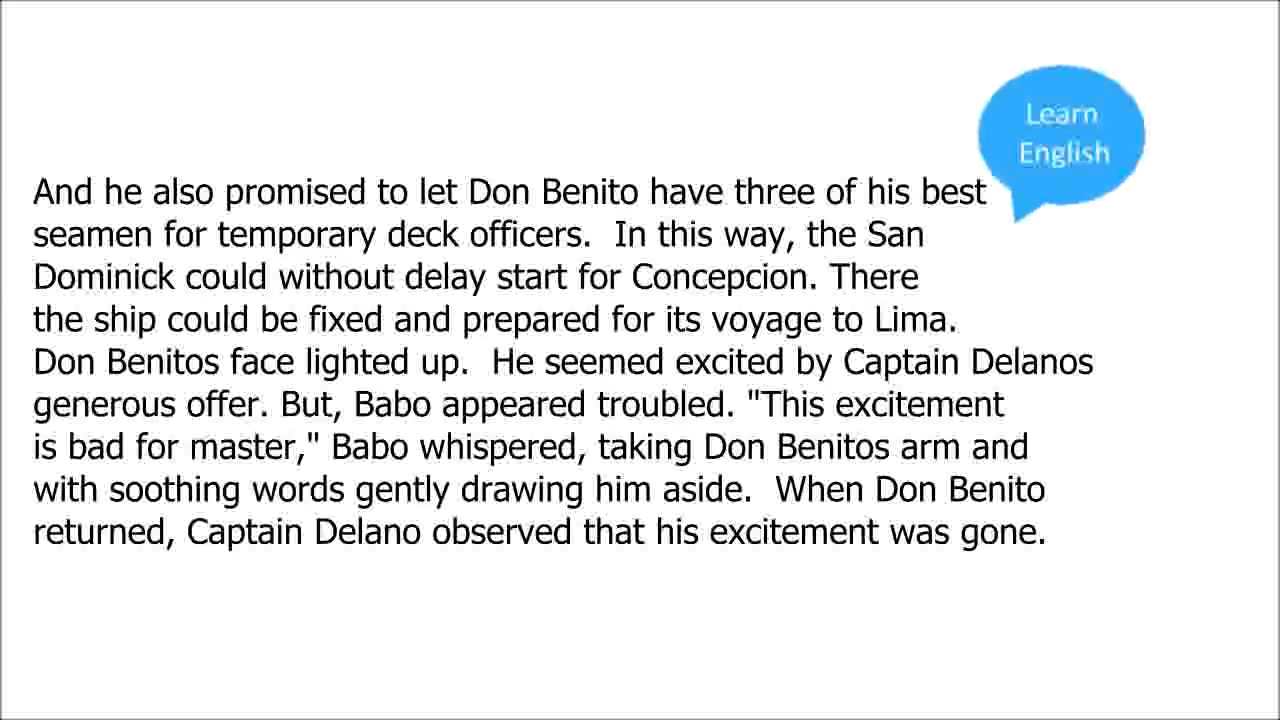 Learn
English
And he also promised to let Don Benito have three of his best
seamen for temporary deck officers.  In this way, the San
Dominick could without delay start for Concepcion. There
the ship could be fixed and prepared for its voyage to Lima.
Don Benitos face lighted up.  He seemed excited by Captain Delanos
generous offer. But, Babo appeared troubled. "This excitement
is bad for master," Babo whispered, taking Don Benitos arm and
with soothing words gently drawing him aside.  When Don Benito
returned, Captain Delano observed that his excitement was gone.